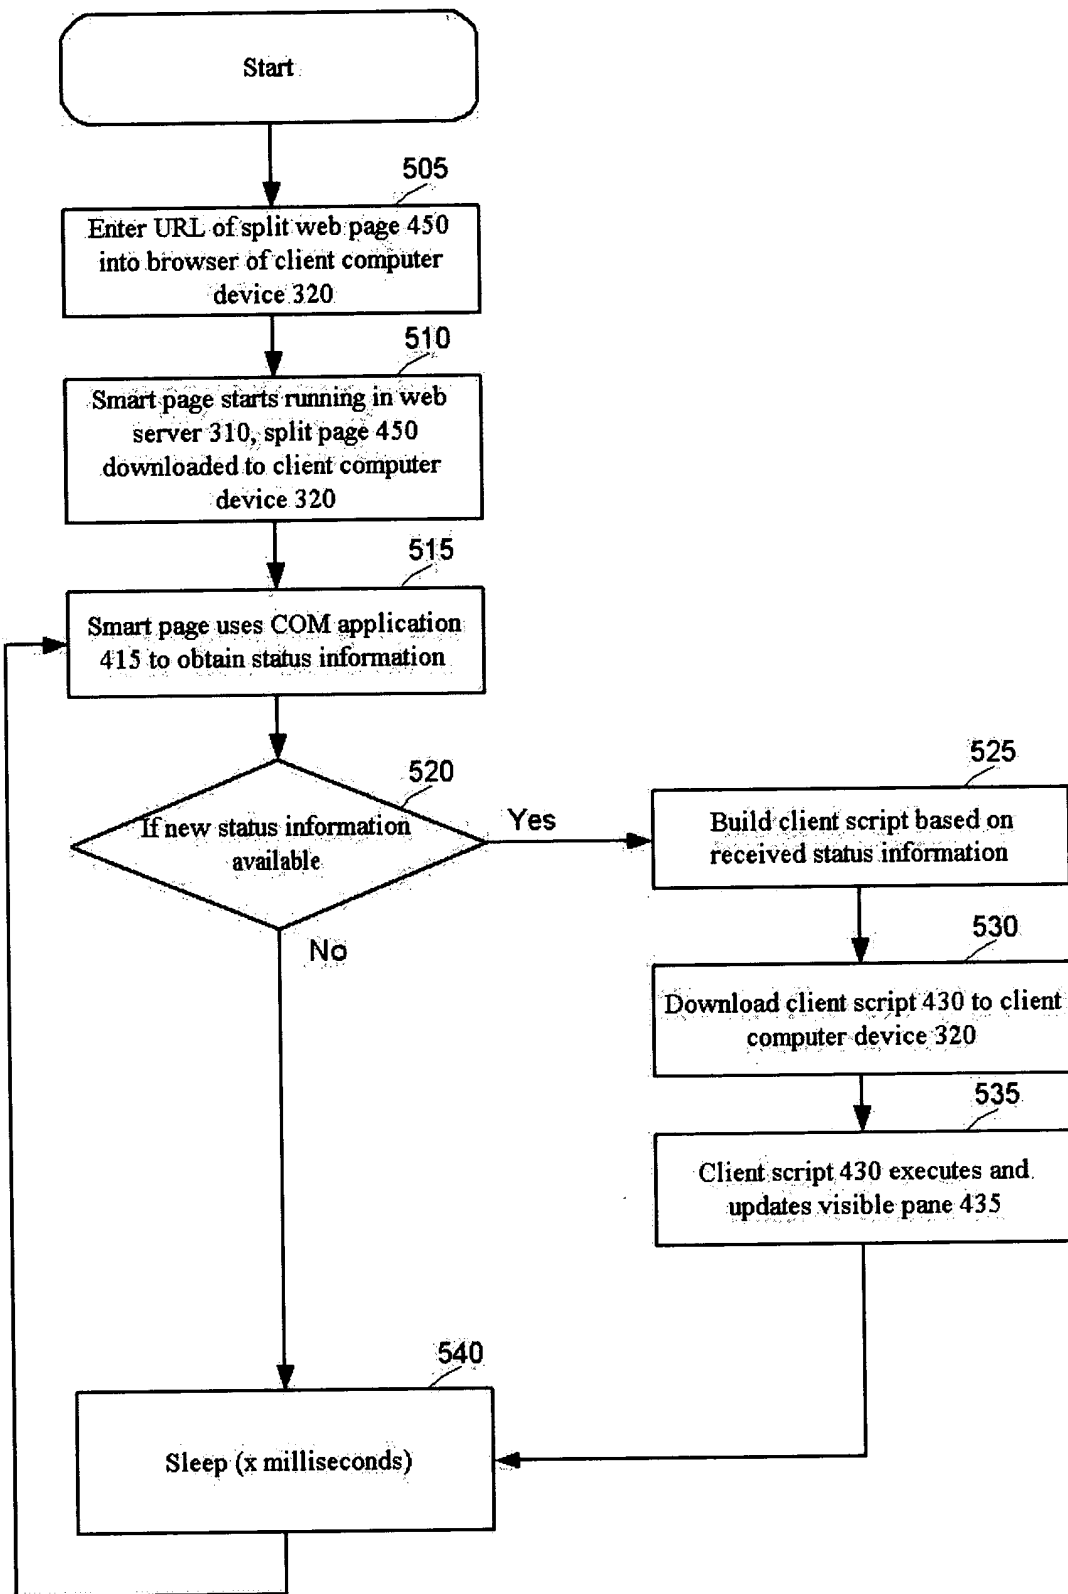 Start
505
Enter URL of split web page 450
into browser of client computer
device 320
510
Smart page starts running in web
server 310, split page 450
downloaded to client computer
device 320
515
Smart page uses COM application
415 to obtain status information
520
If new status information
available
Yes
No
525
Build client script based on
received status information
530
Download client script 430 to client
computer device 320
535
Client script 430 executes and
updates visible pane 435
540
Sleep (x milliseconds)